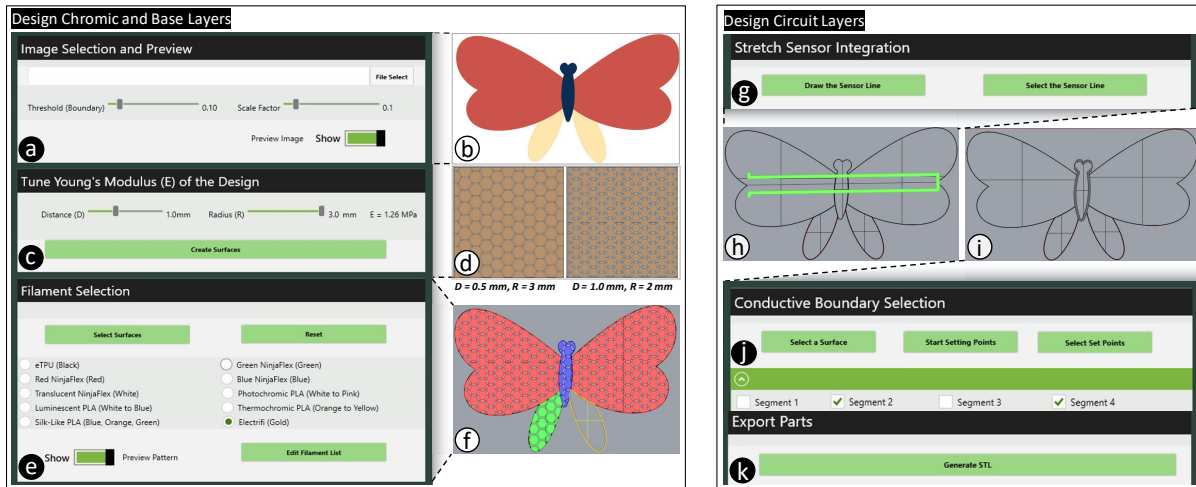 Design Chromic and Base Layers
Image Selection and Preview
File Select
Threshold (Boundary) 0.10 Scale Factor 0.1
Preview Image Show
a
b
Tune Young's Modulus (E) of the Design
Distance (D) 1.0mm Radius (R) 3.0 mm E = 1.26 MPa
Create Surfaces
c
d
D = 0.5 mm, R = 3 mm D = 1.0 mm, R = 2 mm
Filament Selection
Select Surfaces Reset
eTPU (Black) Green NinjaFlex (Green)
Red NinjaFlex (Red) Blue NinjaFlex (Blue)
Translucent NinjaFlex (White) Photochromic PLA (White to Pink)
Luminescent PLA (White to Blue) Thermochromic PLA (Orange to Yellow)
Silk-Like PLA (Blue, Orange, Green) Electrifi (Gold)
Show Preview Pattern Edit Filament List
e
f
Design Circuit Layers
Stretch Sensor Integration
Draw the Sensor Line Select the Sensor Line
g
h
i
Conductive Boundary Selection
Select a Surface Start Setting Points Select Set Points
j
Segment 1 Segment 2 Segment 3 Segment 4
Export Parts
Generate STL
k